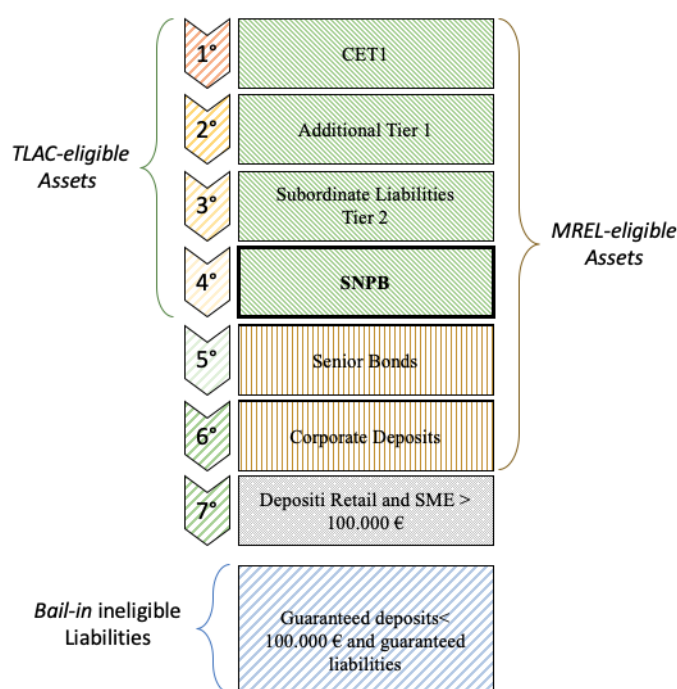 1°
CET1
2°
Additional Tier 1
TLAC-eligible
Assets
3°
Subordinate Liabilities
Tier 2
MREL-eligible
Assets
4°
SNPB
5°
Senior Bonds
6°
Corporate Deposits
7°
Depositi Retail and SME >
100.000 €
Bail-in ineligible
Liabilities
Guaranteed deposits<
100.000 € and guaranteed
liabilities